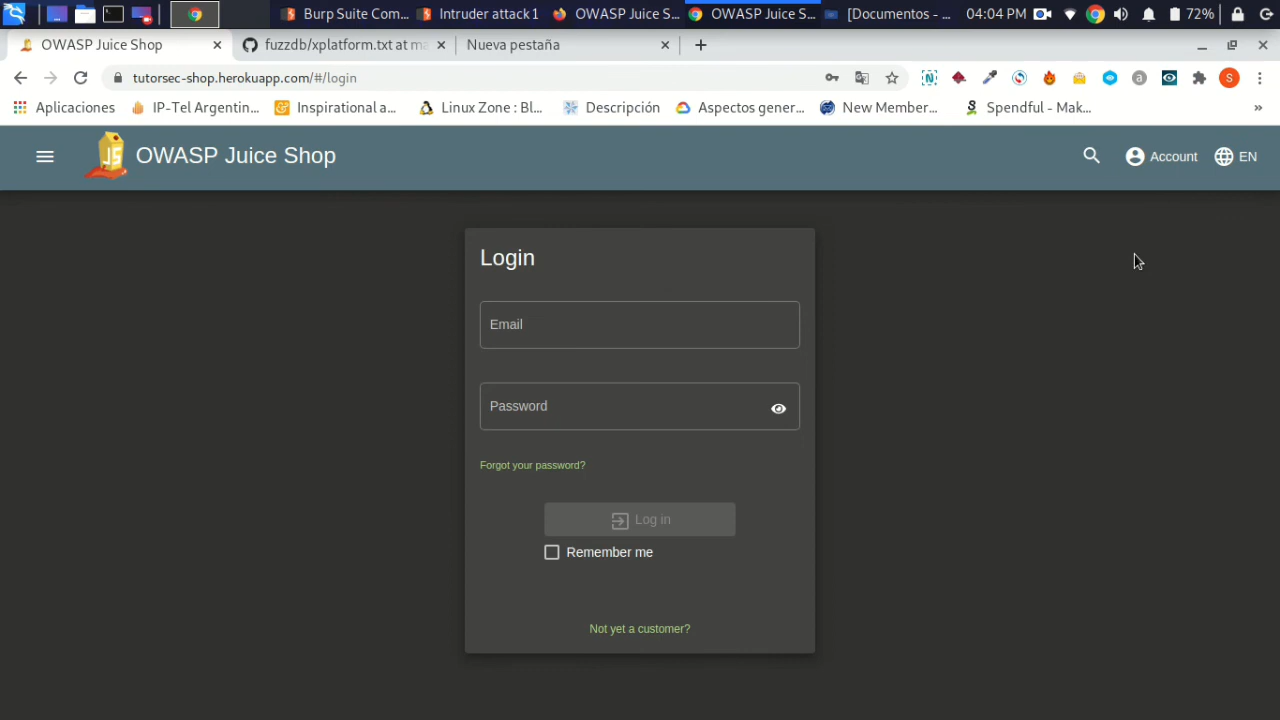 Burp Suite Com... Intruder attack 1 OWASP Juice S... OWASP Juice S... [Documentos - ... 04:04 PM 72%
OWASP Juice Shop fuzzdb/xplatform.txt at ma Nueva pestaña
tutorsec-shop.herokuapp.com/#/login S
Aplicaciones IP-Tel Argentin... Inspirational a... Linux Zone : Bl... Descripción Aspectos gener... New Member... Spendful - Mak... »
OWASP Juice Shop Account EN
Login
Email
Password
Forgot your password?
Log in
Remember me
Not yet a customer?